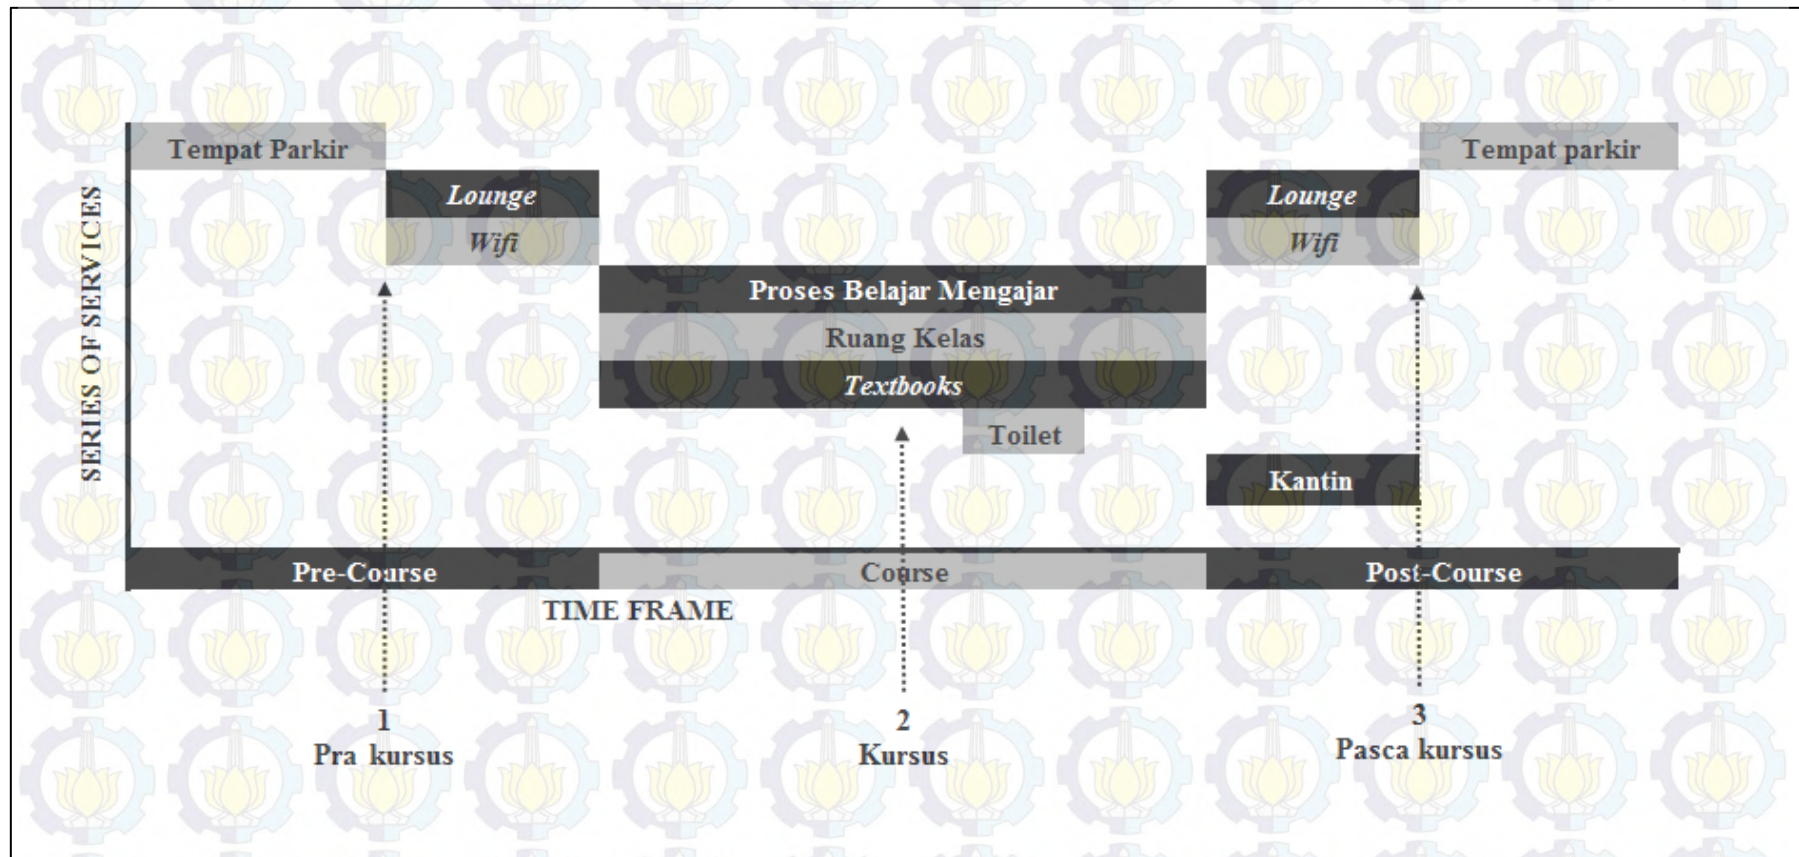 Tempat Parkir
Tempat parkir
Lounge
Lounge
Wifi
Wifi
SERIES OF SERVICES
Proses Belajar Mengajar
Ruang Kelas
Textbooks
Toilet
Kantin
Pre-Course
Course
Post-Course
TIME FRAME
1
Pra kursus
2
Kursus
3
Pasca kursus